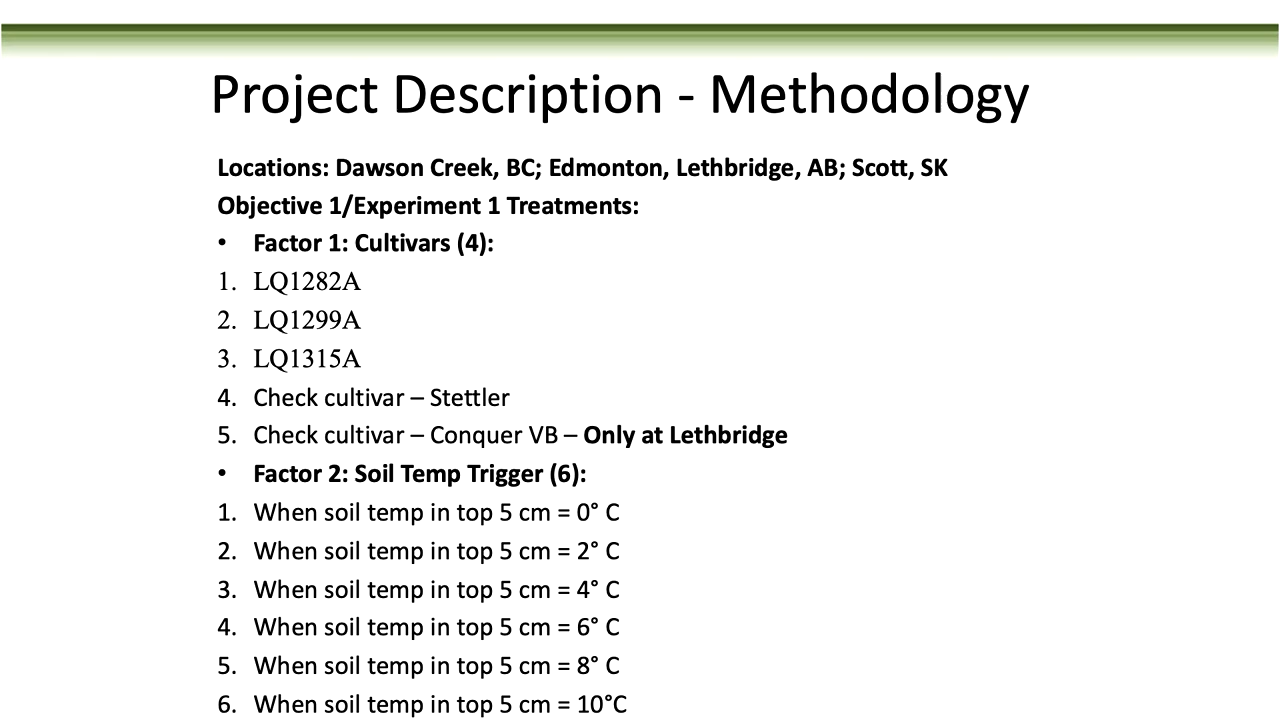 Project Description - Methodology
Locations: Dawson Creek, BC; Edmonton, Lethbridge, AB; Scott, SK
Objective 1/Experiment 1 Treatments:
• Factor 1: Cultivars (4):
1. LQ1282A
2. LQ1299A
3. LQ1315A
4. Check cultivar – Stettler
5. Check cultivar – Conquer VB – Only at Lethbridge
• Factor 2: Soil Temp Trigger (6):
1. When soil temp in top 5 cm = 0° C
2. When soil temp in top 5 cm = 2° C
3. When soil temp in top 5 cm = 4° C
4. When soil temp in top 5 cm = 6° C
5. When soil temp in top 5 cm = 8° C
6. When soil temp in top 5 cm = 10°C